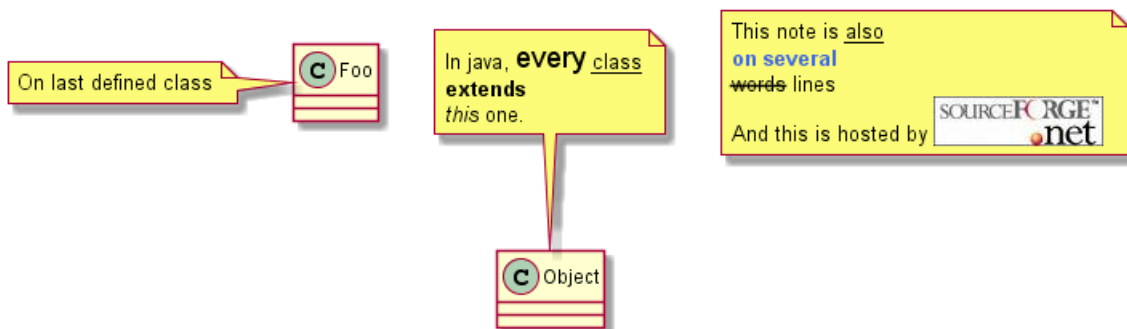 On last defined class
C Foo
In java, every class
extends
this one.
C Object
This note is also
on several
words lines
And this is hosted by SOURCEFORGE™
.net